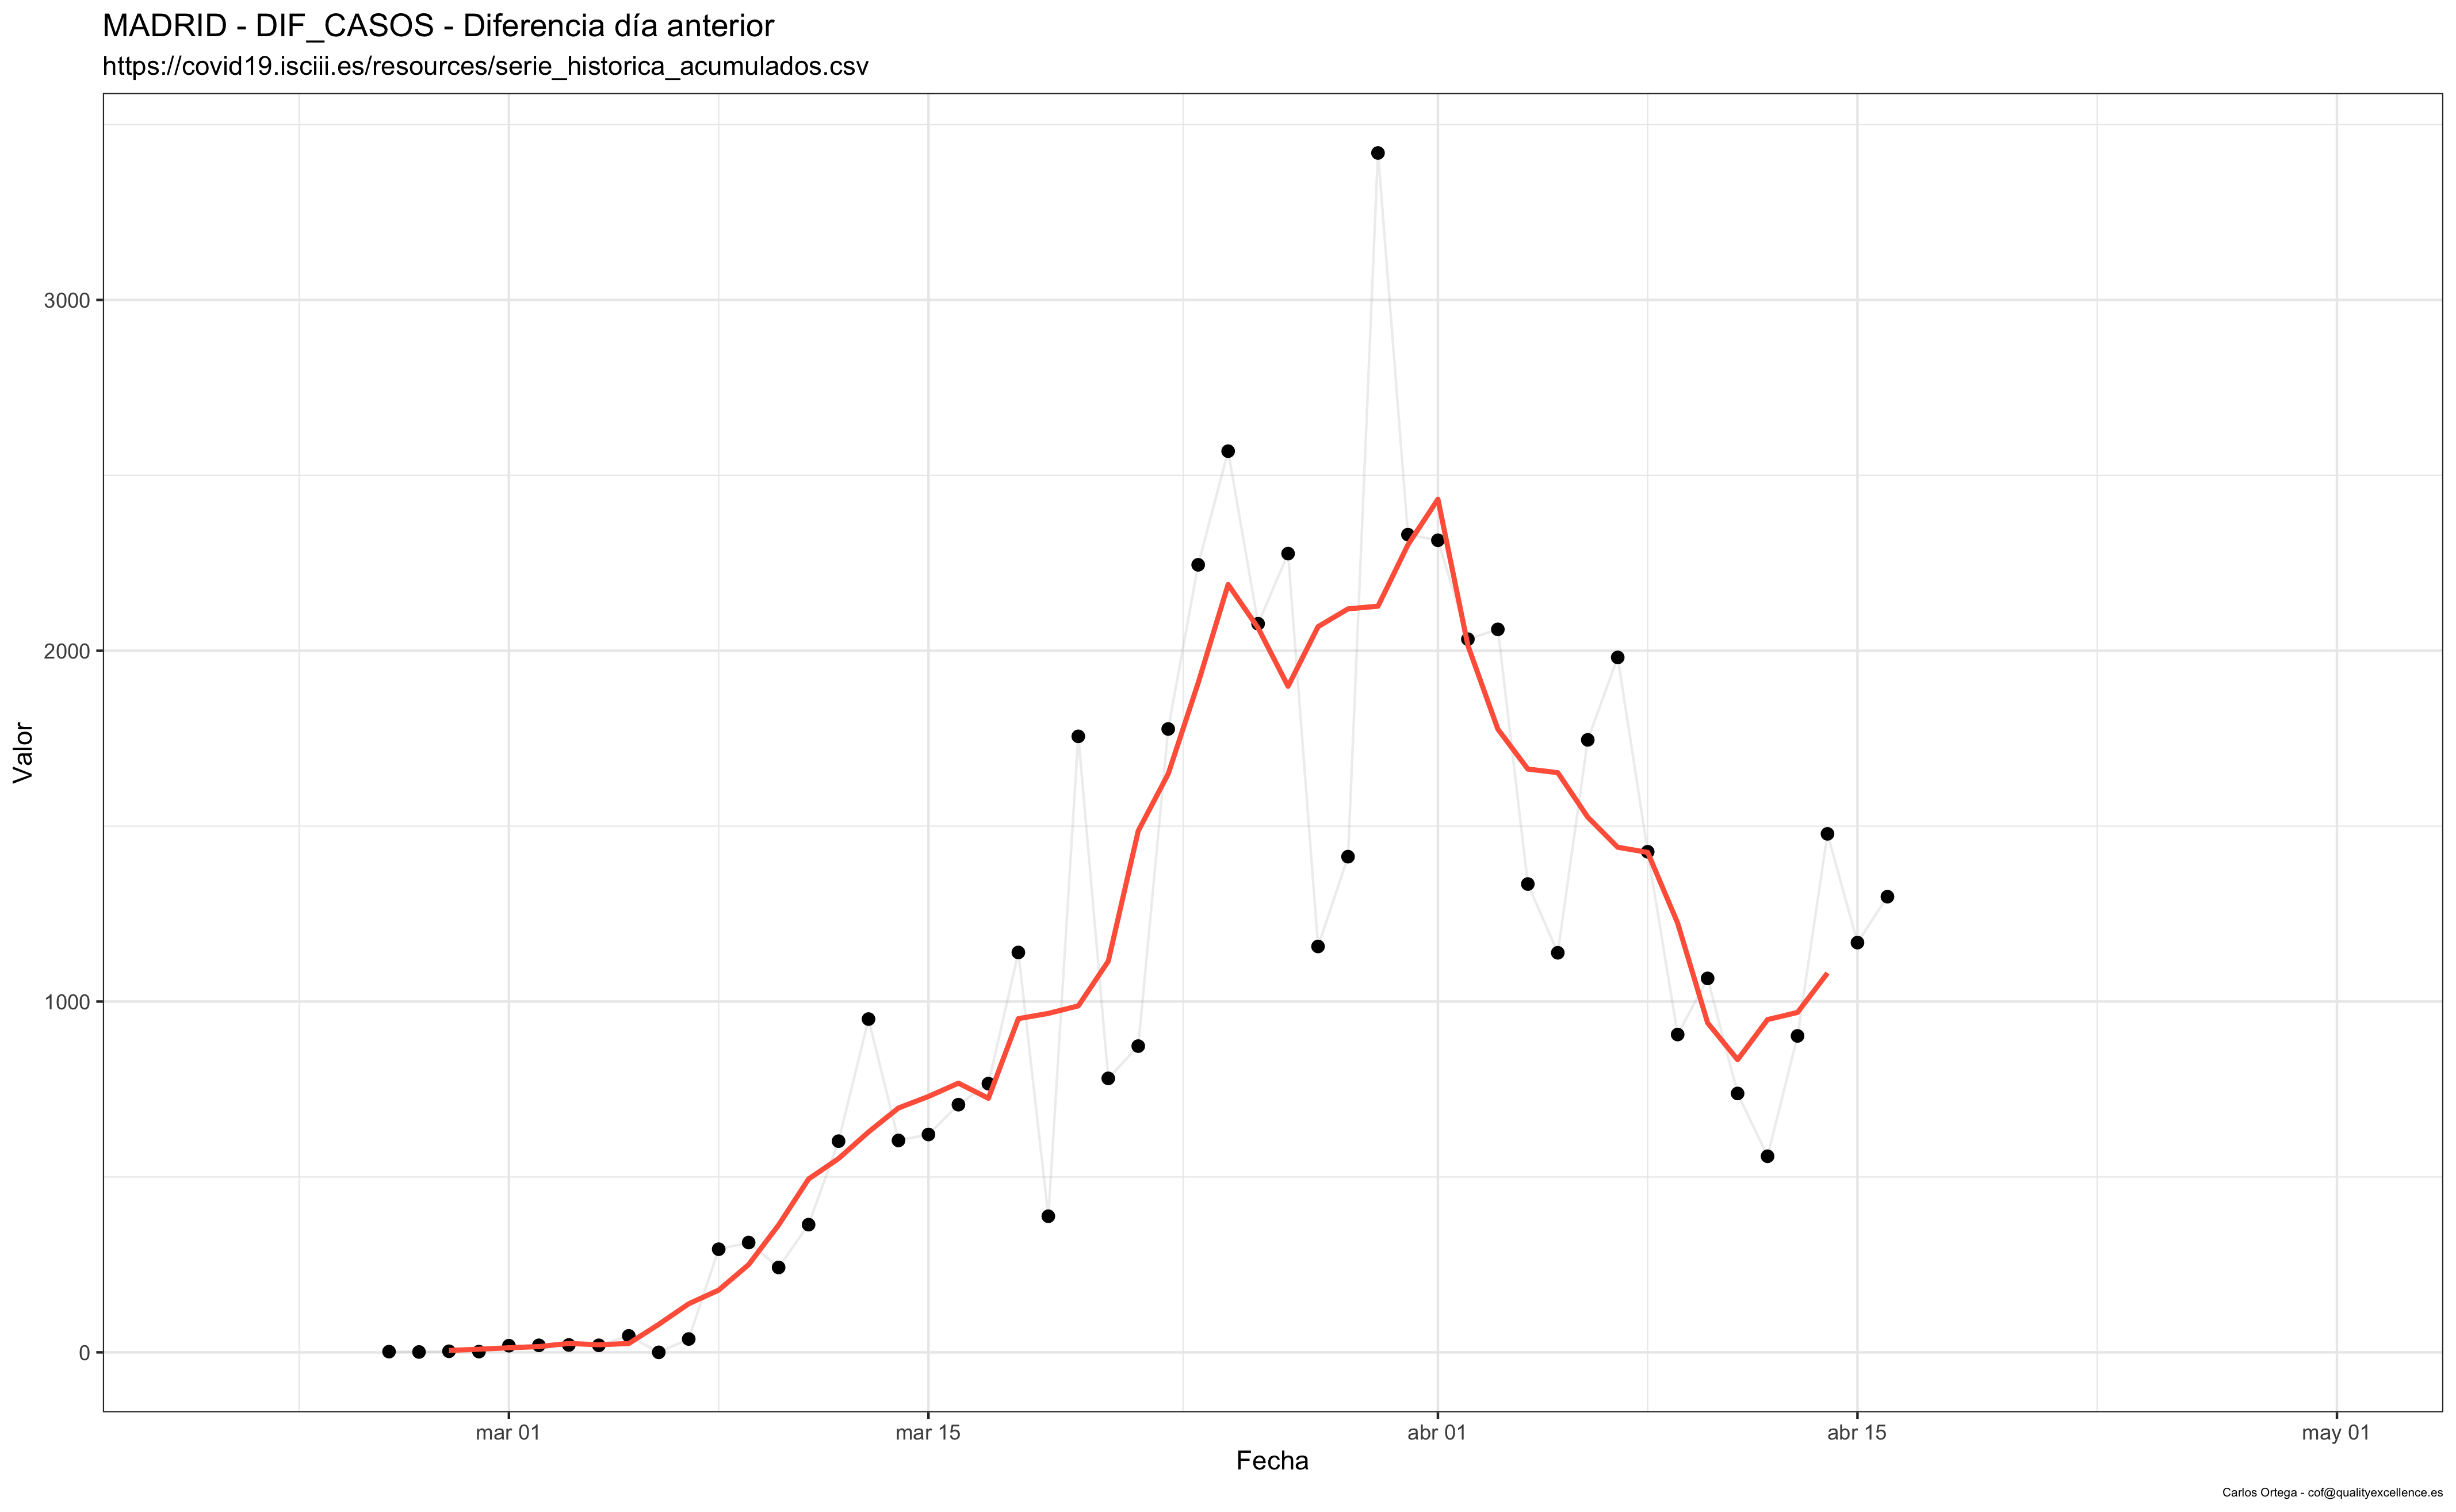 MADRID - DIF_CASOS - Diferencia día anterior
https://covid19.isciii.es/resources/serie_historica_acumulados.csv
3000
2000
1000
0
Valor
mar 01
mar 15
abr 01
abr 15
may 01
Fecha
Carlos Ortega - cof@qualityexcellence.es